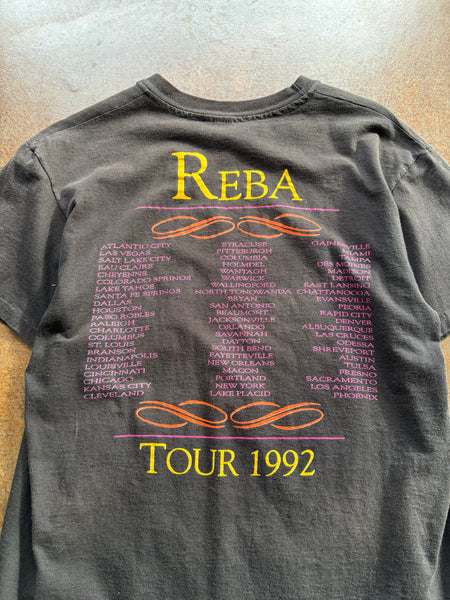 REBA
ATLANTIC CITY
LAS VEGAS
SALT LAKE CITY
EAU CLAIRE
CHEYENNE
COLORADO SPRINGS
LAKE TAHOE
SANTA FE SPRINGS
DALLAS
HOUSTON
PASO ROBLES
RALEIGH
CHARLOTTE
COLUMBUS
ST. LOUIS
BRANSON
INDIANAPOLIS
LOUISVILLE
CINCINNATI
CHICAGO
KANSAS CITY
CLEVELAND
SYRACUSE
PITTSBURGH
COLUMBIA
HOLMDEL
WANTAGH
WARWICK
WALLINGFORD
NORTH TONOWANDA
BRYAN
SAN ANTONIO
BEAUMONT
JACKSONVILLE
ORLANDO
SAVANNAH
DAYTON
SOUTH BEND
FAYETTEVILLE
NEW ORLEANS
MACON
PORTLAND
NEW YORK
LAKE PLACID
GAINESVILLE
MIAMI
TAMPA
DES MOINES
MADISON
DETROIT
EAST LANSING
CHATTANOOGA
EVANSVILLE
PEORIA
RAPID CITY
DENVER
ALBUQUERQUE
LAS CRUCES
ODESSA
SHREVEPORT
AUSTIN
TULSA
FRESNO
SACRAMENTO
LOS ANGELES
PHOENIX
TOUR 1992